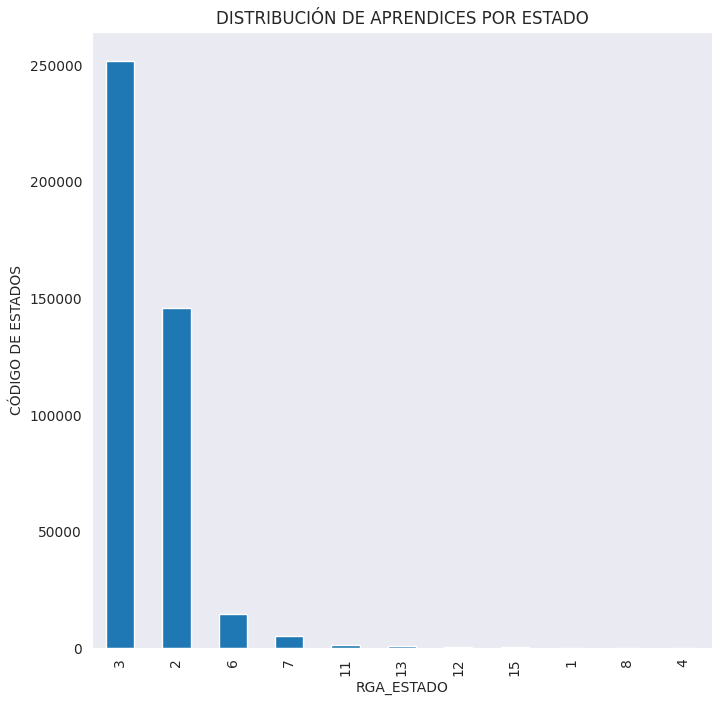 DISTRIBUCIÓN DE APRENDICES POR ESTADO
CÓDIGO DE ESTADOS
250000
200000
150000
100000
50000
0
3 2 6 7 11 13 12 15 1 8 4
RGA_ESTADO